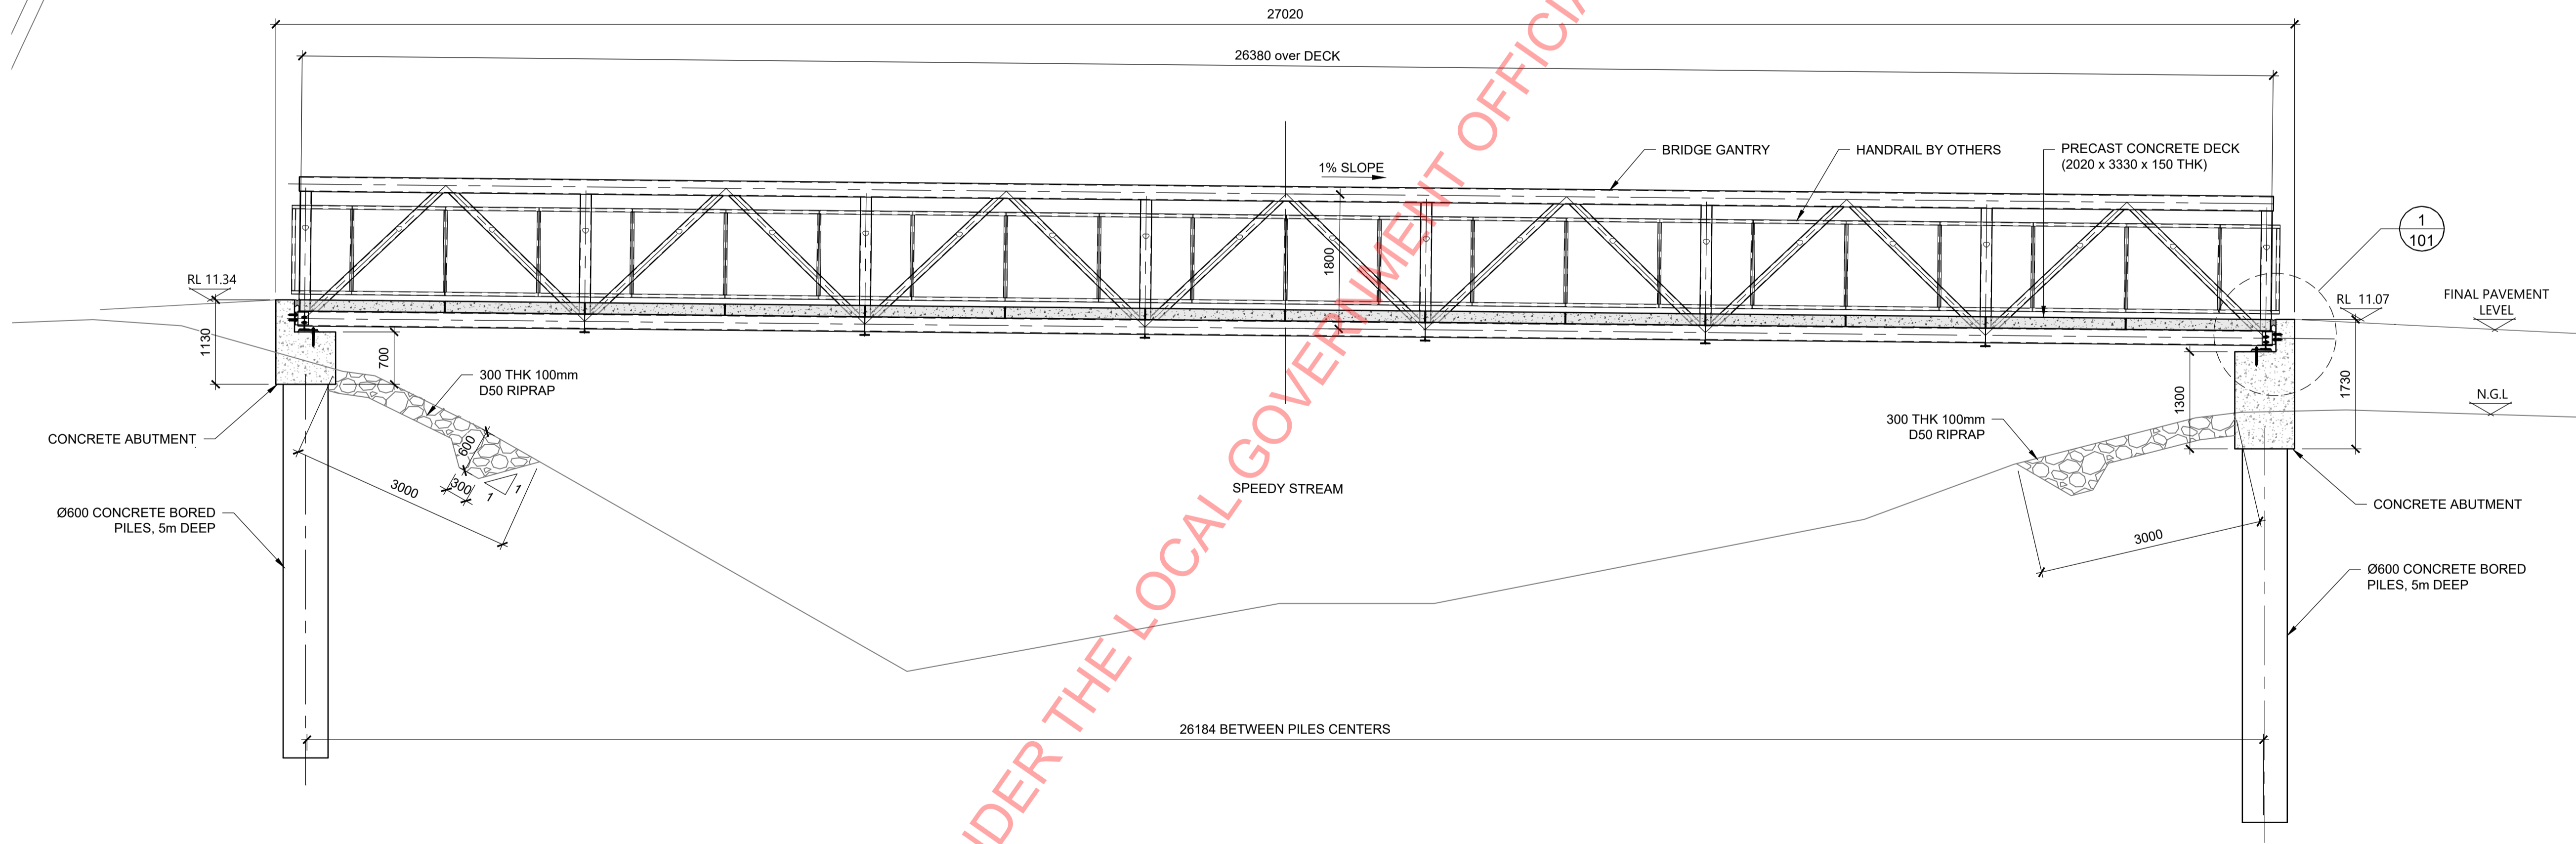 27020
26380 over DECK
1% SLOPE
BRIDGE GANTRY
HANDRAIL BY OTHERS
PRECAST CONCRETE DECK
(2020 x 3330 x 150 THK)
1
101
1800
RL 11.34
RL 11.07
FINAL PAVEMENT
LEVEL
1130
700
300 THK 100mm
D50 RIPRAP
1300
1730
N.G.L
CONCRETE ABUTMENT
600
300
1
1
3000
300 THK 100mm
D50 RIPRAP
SPEEDY STREAM
CONCRETE ABUTMENT
Ø600 CONCRETE BORED
PILES, 5m DEEP
3000
Ø600 CONCRETE BORED
PILES, 5m DEEP
26184 BETWEEN PILES CENTERS
NDER THE LOCAL GOVERNMENT OFFICIA